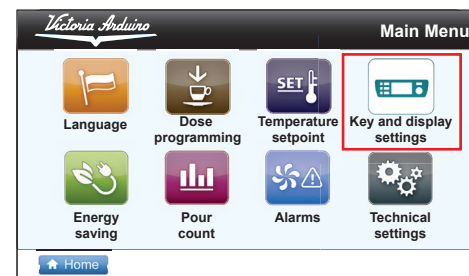 Victoria Arduino
Main Menu
SET
Language
Dose
programming
Temperature
setpoint
Key and display
settings
Energy
saving
Pour
count
Alarms
Technical
settings
Home